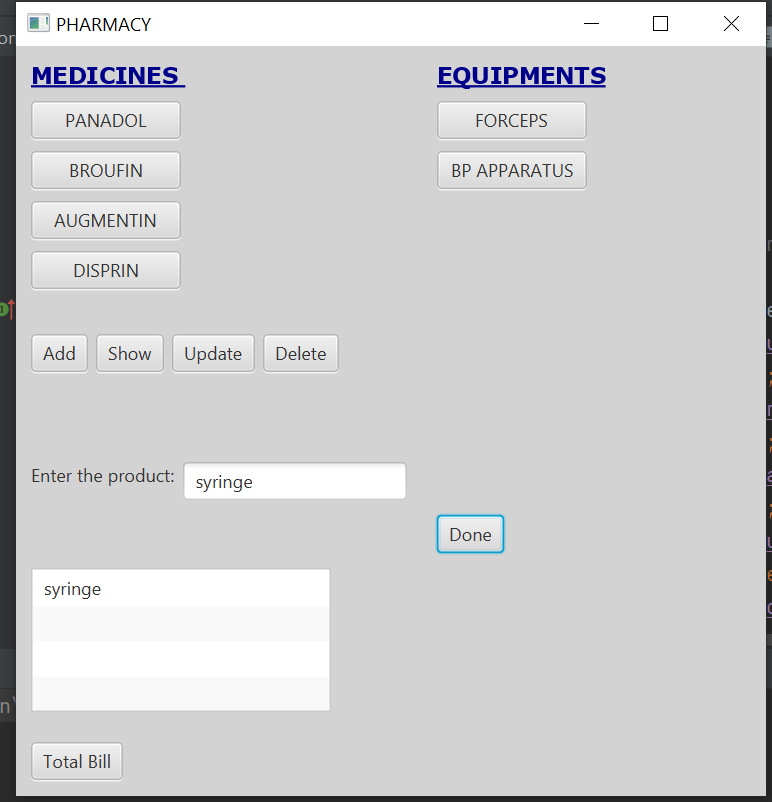 PHARMACY
MEDICINES
EQUIPMENTS
PANADOL
FORCEPS
BROUFIN
BP APPARATUS
AUGMENTIN
DISPRIN
Add Show Update Delete
Enter the product: syringe
Done
syringe
Total Bill